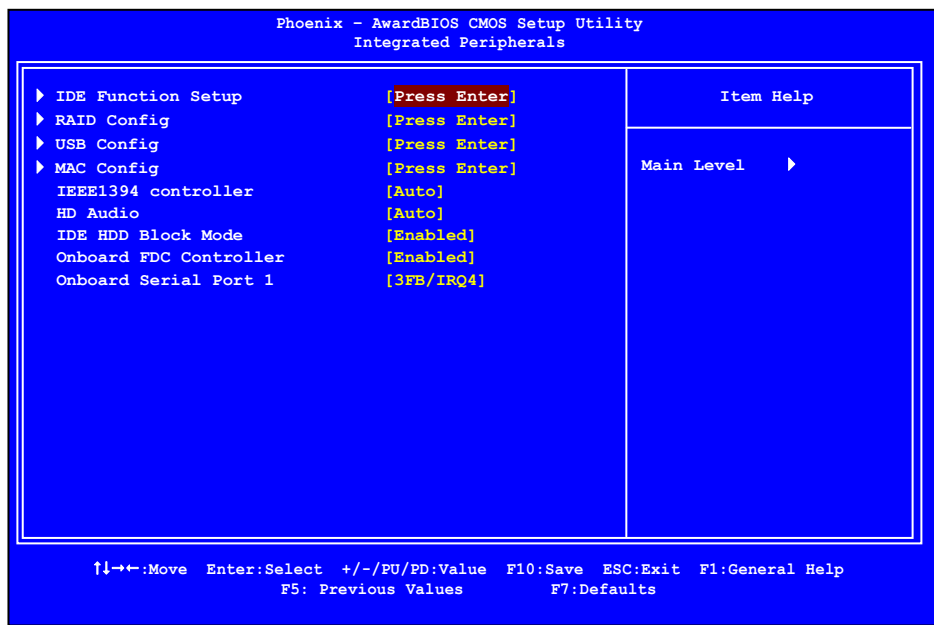 Phoenix – AwardBIOS CMOS Setup Utility
Integrated Peripherals
IDE Function Setup [Press Enter]
RAID Config [Press Enter]
USB Config [Press Enter]
MAC Config [Press Enter]
IEEE1394 controller [Auto]
HD Audio [Auto]
IDE HDD Block Mode [Enabled]
Onboard FDC Controller [Enabled]
Onboard Serial Port 1 [3FB/IRQ4]
Item Help
Main Level
↑↓→←:Move Enter:Select +/-/PU/PD:Value F10:Save ESC:Exit F1:General Help
F5: Previous Values F7:Defaults